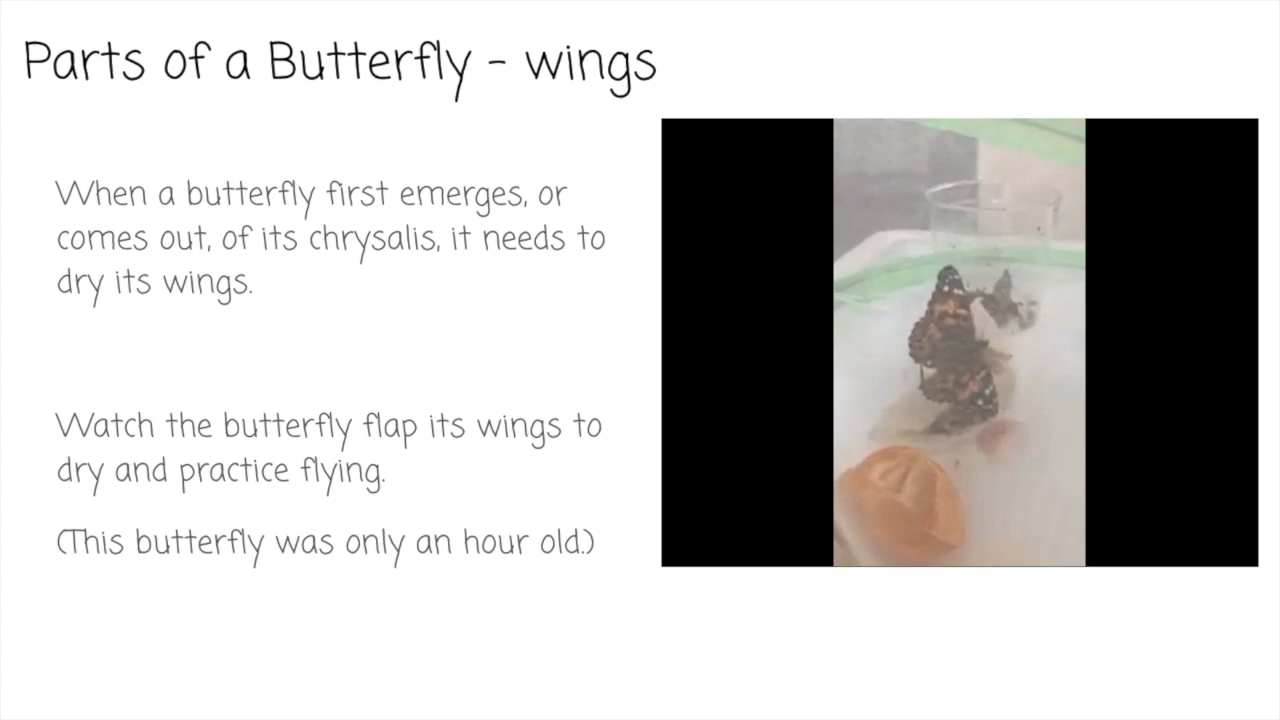 Parts of a Butterfly - wings
When a butterfly first emerges, or
comes out, of its chrysalis, it needs to
dry its wings.
Watch the butterfly flap its wings to
dry and practice flying.
(This butterfly was only an hour old.)